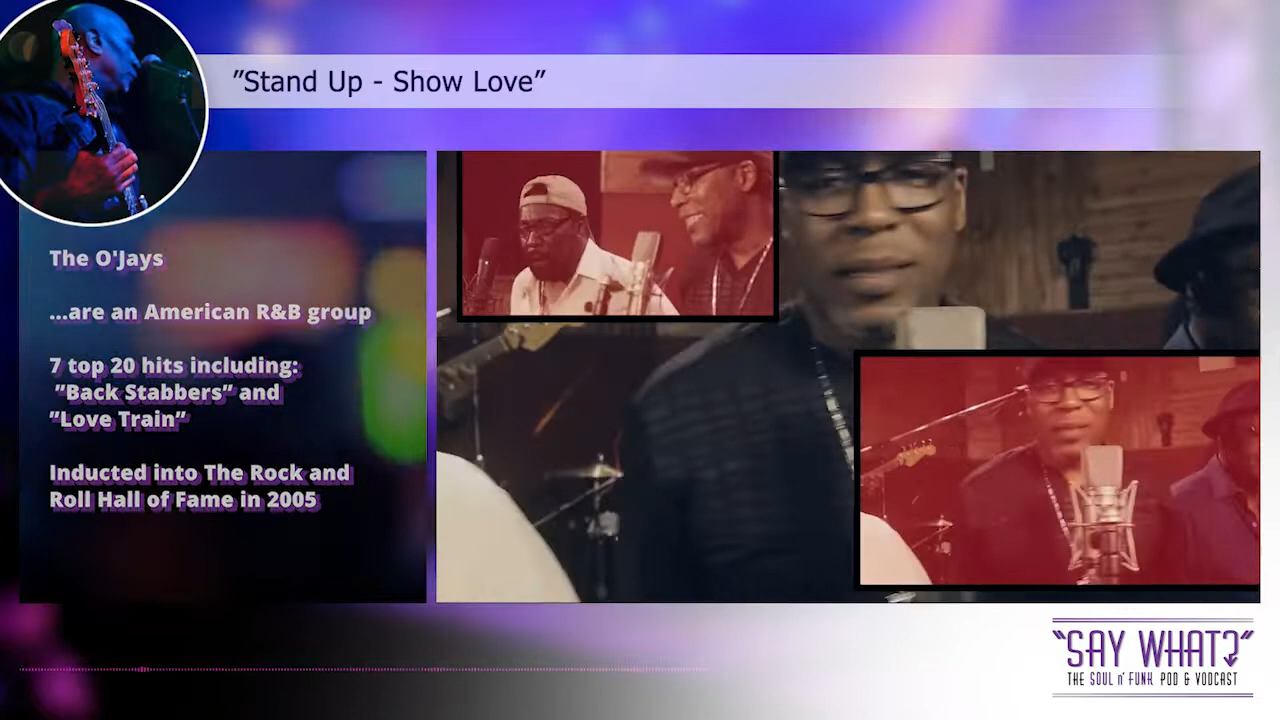 ”Stand Up - Show Love”
The O'Jays
...are an American R&B group
7 top 20 hits including:
”Back Stabbers” and
”Love Train”
Inducted into The Rock and
Roll Hall of Fame in 2005
“SAY WHAT?”
THE SOUL n' FUNK POD & VODCAST